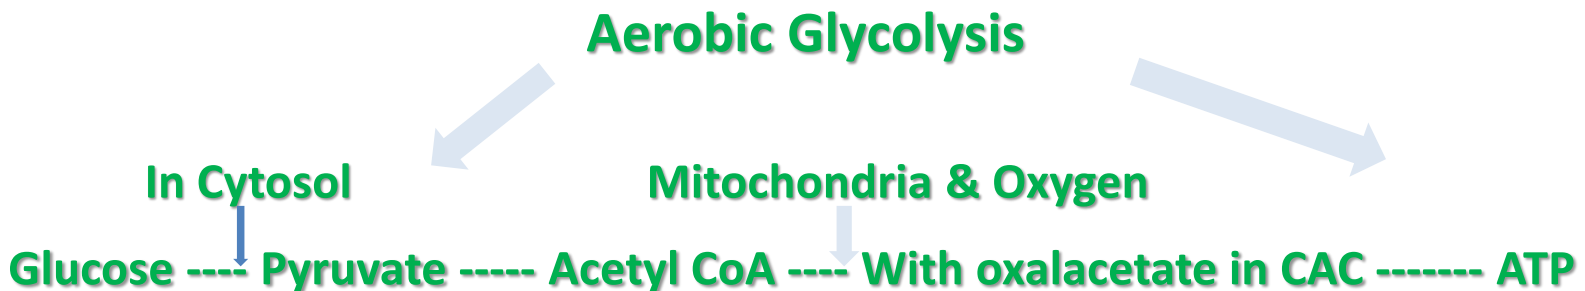 Aerobic Glycolysis
In Cytosol Mitochondria & Oxygen
Glucose ---- Pyruvate ----- Acetyl CoA ---- With oxalacetate in CAC ------- ATP